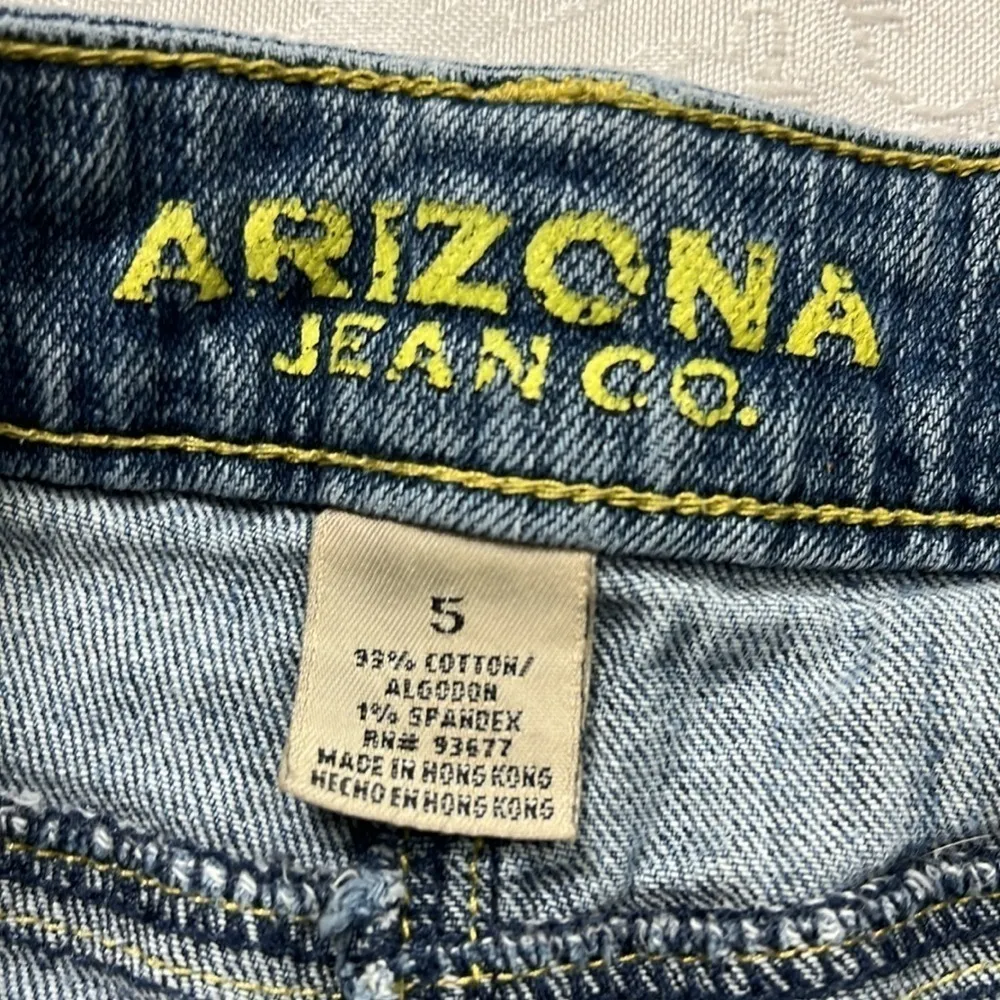 ARIZONA
JEAN CO.
5
99% COTTON/
ALGODON
1% SPANDEX
RN# 93677
MADE IN HONG KONG
HECHO EN HONG KONG